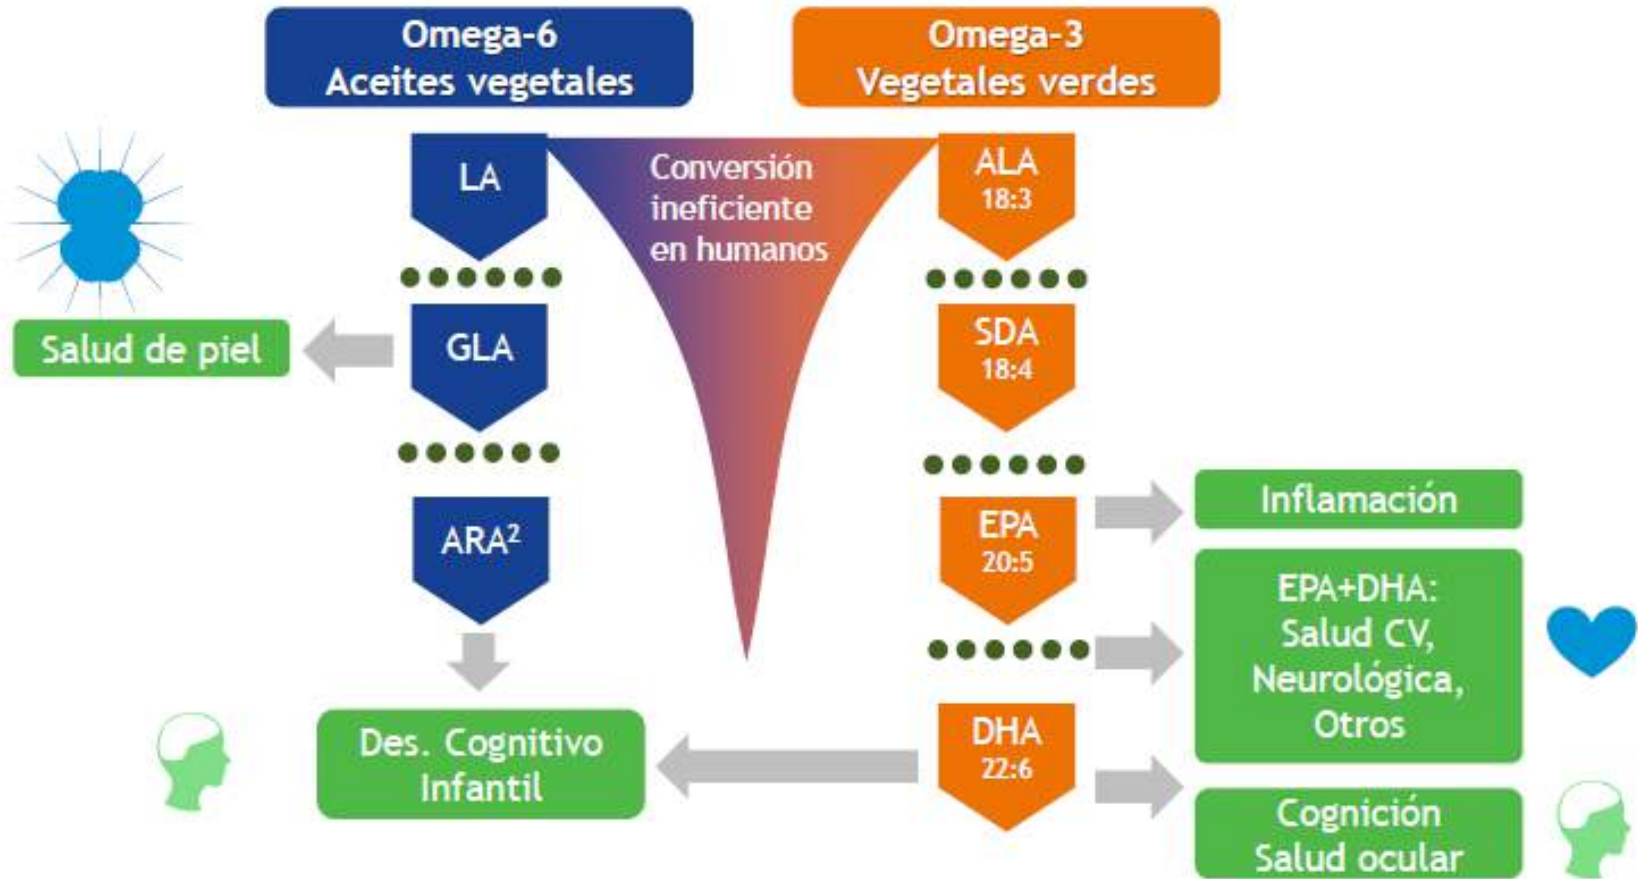 Omega-6
Aceites vegetales
Omega-3
Vegetales verdes
LA
Conversión
ineficiente
en humanos
ALA
18:3
Salud de piel
GLA
SDA
18:4
ARA²
EPA
20:5
Inflamación
EPA+DHA:
Salud CV,
Neurológica,
Otros
Des. Cognitivo
Infantil
DHA
22:6
Cognición
Salud ocular